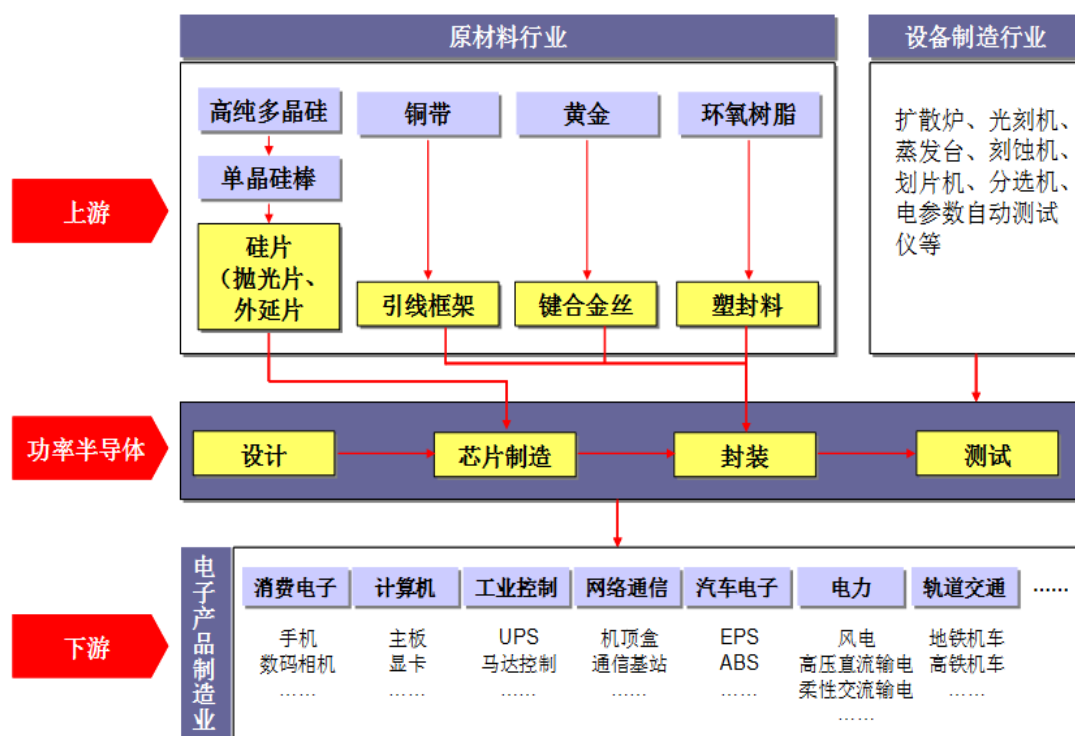 原材料行业
设备制造行业
高纯多晶硅
铜带
黄金
环氧树脂
单晶硅棒
上游
硅片
（抛光片、
外延片
引线框架
键合金丝
塑封料
扩散炉、光刻机、
蒸发台、刻蚀机、
划片机、分选机、
电参数自动测试
仪等
功率半导体
设计
芯片制造
封装
测试
下游
电子产品制造业
消费电子
计算机
工业控制
网络通信
汽车电子
电力
轨道交通
……
手机
数码相机
……
主板
显卡
……
UPS
马达控制
……
机顶盒
通信基站
……
EPS
ABS
……
风电
高压直流输电
柔性交流输电
……
地铁机车
高铁机车
……